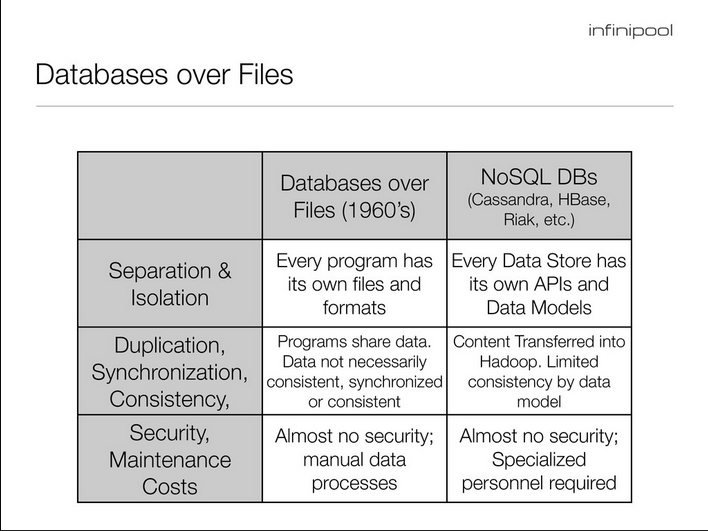 infinipool
Databases over Files
Databases over
Files (1960's)
NoSQL DBs
(Cassandra, HBase,
Riak, etc.)
Separation &
Isolation
Every program has
its own files and
formats
Every Data Store has
its own APIs and
Data Models
Duplication,
Synchronization,
Consistency,
Programs share data.
Data not necessarily
consistent, synchronized
or consistent
Content Transferred into
Hadoop. Limited
consistency by data
model
Security,
Maintenance
Costs
Almost no security;
manual data
processes
Almost no security;
Specialized
personnel required